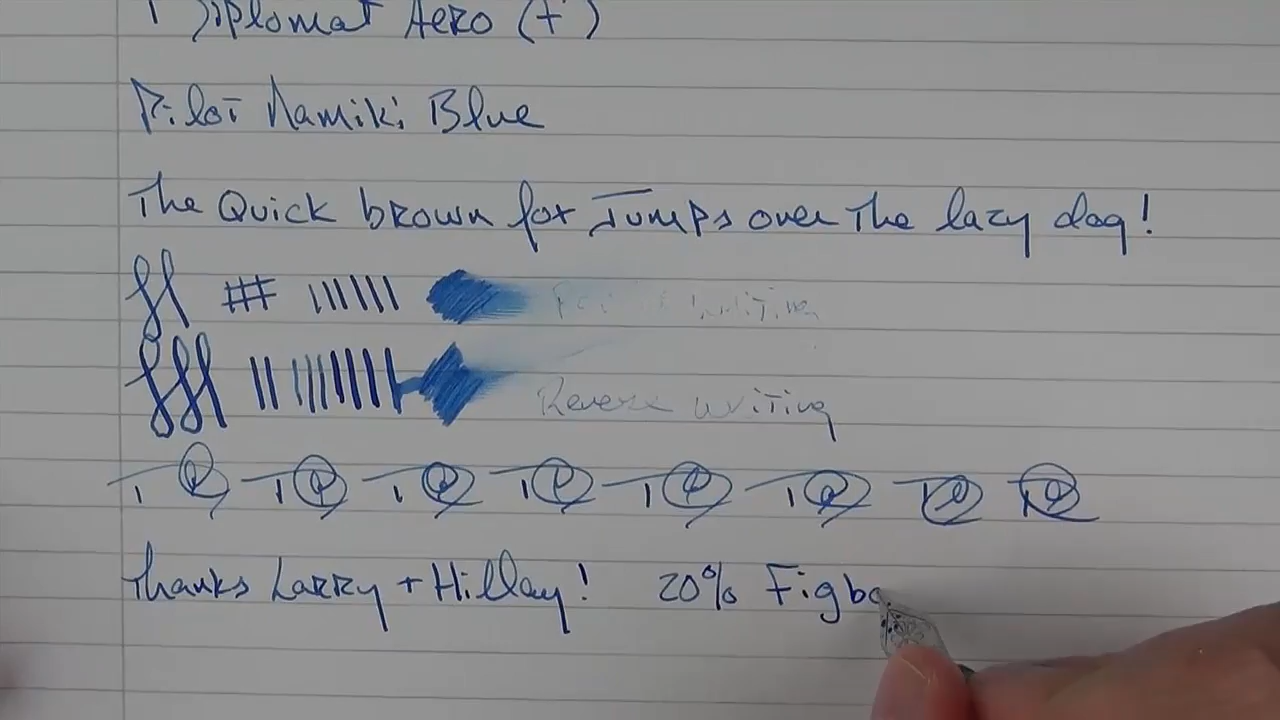 Diplomat Aero (F)
Pilot Namiki Blue
The Quick brown fox Jumps over The lazy dog!
Reverse writing
Thanks Larry + Hillay! 20% Figbo